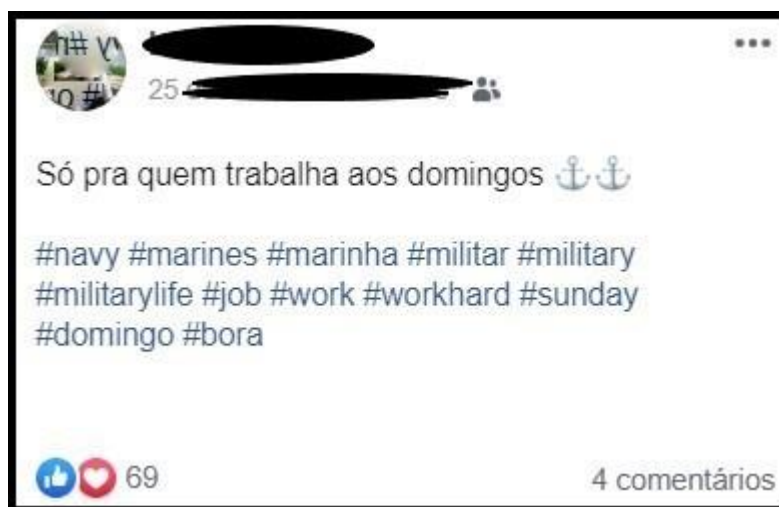 25
Só pra quem trabalha aos domingos ⚓⚓
#navy #marines #marinha #militar #military
#militarylife #job #work #workhard #sunday
#domingo #bora
69
4 comentários